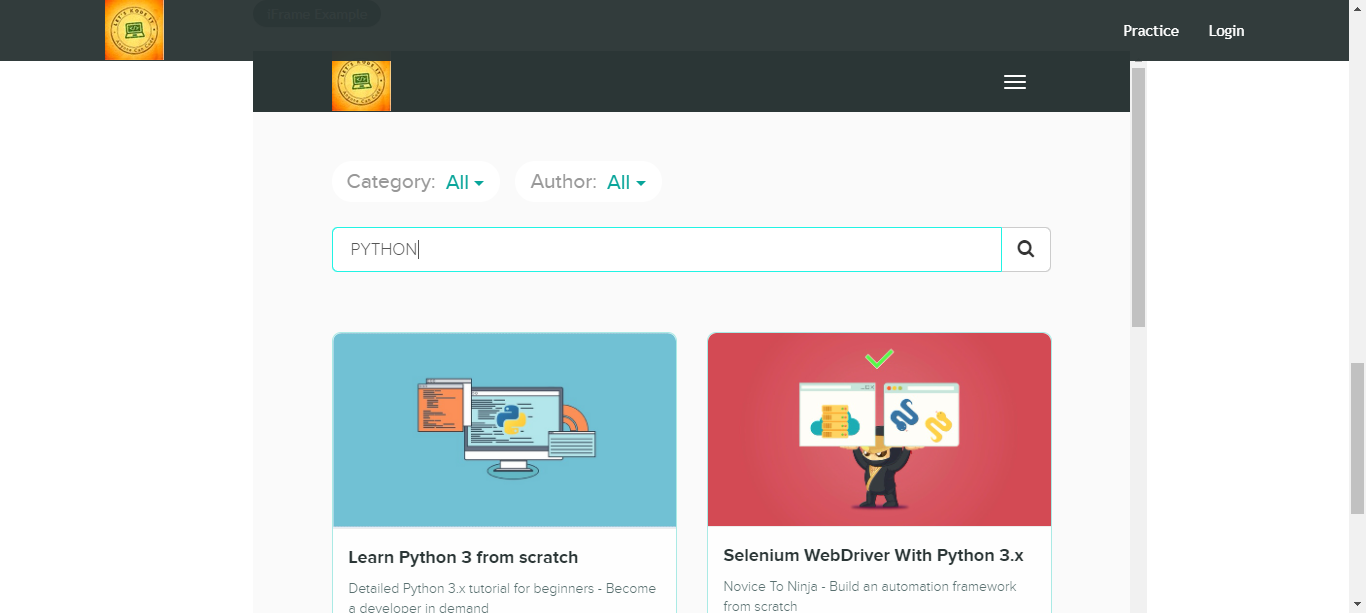 iFrame Example
Practice
Login
Category: All
Author: All
PYTHON
Learn Python 3 from scratch
Detailed Python 3.x tutorial for beginners - Become
a developer in demand
Selenium WebDriver With Python 3.x
Novice To Ninja - Build an automation framework
from scratch